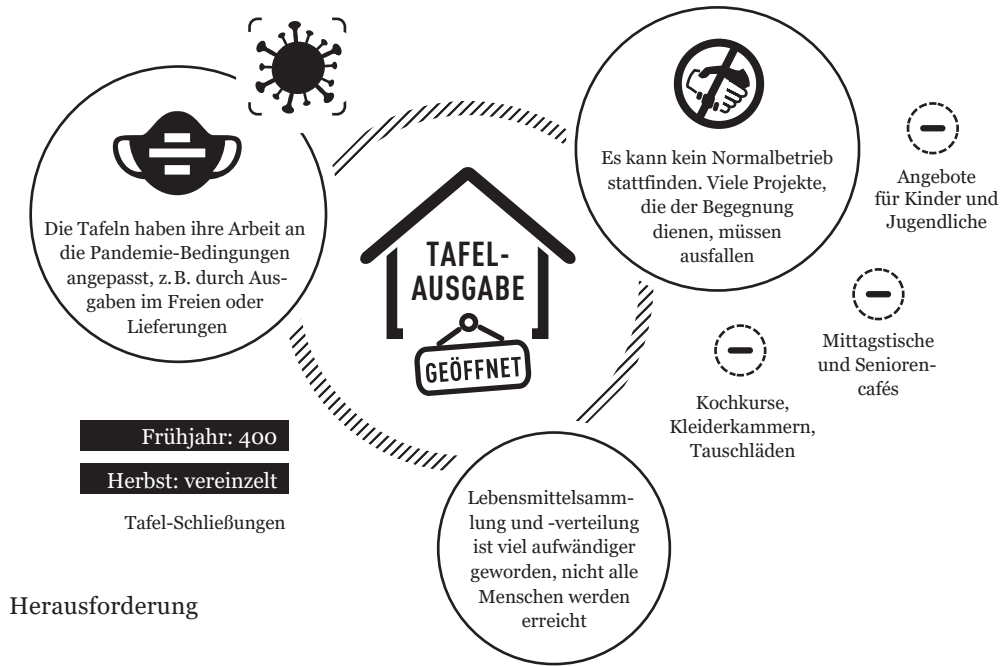 Die Tafeln haben ihre Arbeit an
die Pandemie-Bedingungen
angepasst, z. B. durch Aus-
gaben im Freien oder
Lieferungen
TAFEL-
AUSGABE
GEÖFFNET
Es kann kein Normalbetrieb
stattfinden. Viele Projekte,
die der Begegnung
dienen, müssen
ausfallen
Angebote
für Kinder und
Jugendliche
Mittagstische
und Senioren-
cafés
Kochkurse,
Kleiderkammern,
Tauschläden
Frühjahr: 400
Herbst: vereinzelt
Tafel-Schließungen
Lebensmittelsamm-
lung und -verteilung
ist viel aufwändiger
geworden, nicht alle
Menschen werden
erreicht
Herausforderung